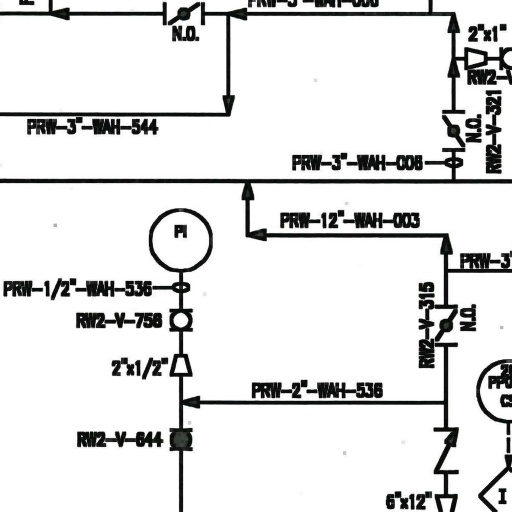 N.O.
2"x1"
PRW-3"-WAH-544
N.O.
RW2-V-321
PRW-3"-WAH-006
PRW-12"-WAH-003
PI
PRW-3"
PRW-1/2"-WAH-536
RW2-V-315
N.O.
RW2-V-756
2"x1/2"
PRW-2"-WAH-536
RW2-V-644
6"x12"
I